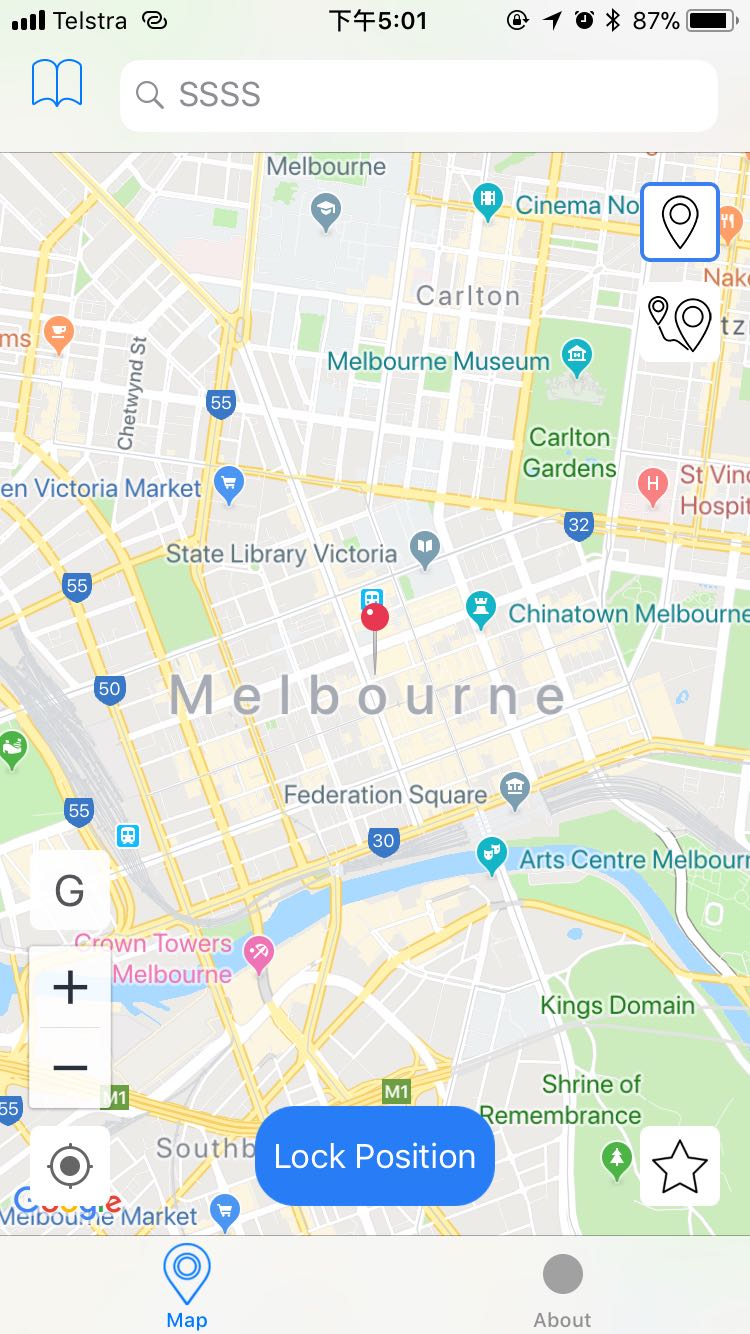 Telstra
下午5:01
87%
SSSS
Melbourne
Cinema No
Nak
Carlton
tz
ms
Chetwynd St
Melbourne Museum
55
Carlton
Gardens
en Victoria Market
H
St Vinc
Hospit
32
State Library Victoria
55
Chinatown Melbourne
50
Melbourne
Federation Square
55
30
Arts Centre Melbourn
G
Crown Towers
Melbourne
+
−
Kings Domain
M1
M1
55
Shrine of
Remembrance
Southb
Lock Position
Google
Melbourne Market
Map
About